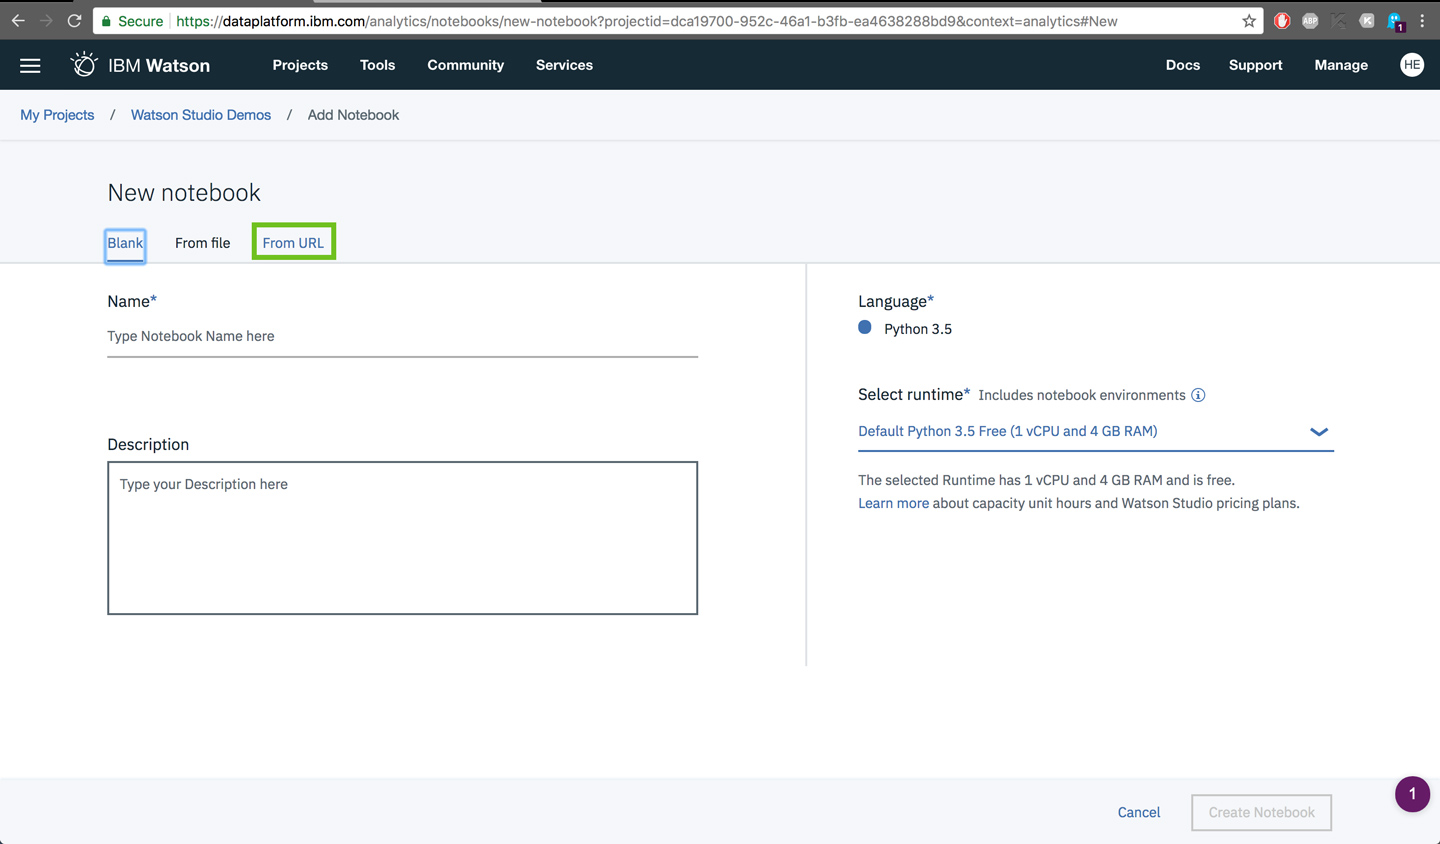 Secure https://dataplatform.ibm.com/analytics/notebooks/new-notebook?projectid=dca19700-952c-46a1-b3fb-ea4638288bd9&context=analytics#New ABP K 1
IBM Watson Projects Tools Community Services Docs Support Manage HE
My Projects / Watson Studio Demos / Add Notebook
New notebook
Blank From file From URL
Name*
Type Notebook Name here
Description
Type your Description here
Language*
Python 3.5
Select runtime* Includes notebook environments
Default Python 3.5 Free (1 vCPU and 4 GB RAM)
The selected Runtime has 1 vCPU and 4 GB RAM and is free.
Learn more about capacity unit hours and Watson Studio pricing plans.
Cancel Create Notebook
1